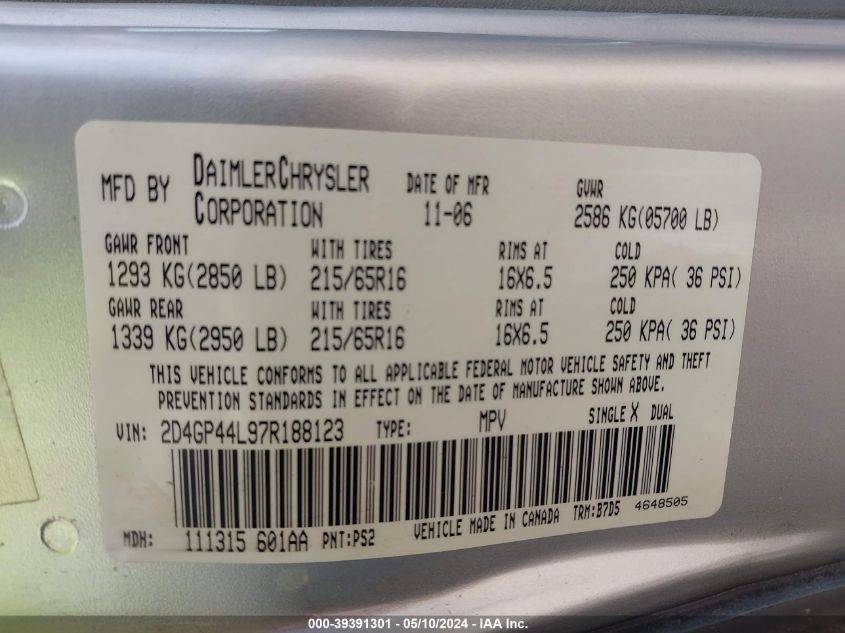 MFD BY DAIMLERCHRYSLER CORPORATION DATE OF MFR 11-06 GVWR 2586 KG(05700 LB)
GAWR FRONT WITH TIRES RIMS AT COLD
1293 KG(2850 LB) 215/65R16 16X6.5 250 KPA( 36 PSI)
GAWR REAR WITH TIRES RIMS AT COLD
1339 KG(2950 LB) 215/65R16 16X6.5 250 KPA( 36 PSI)
THIS VEHICLE CONFORMS TO ALL APPLICABLE FEDERAL MOTOR VEHICLE SAFETY AND THEFT
PREVENTION STANDARDS IN EFFECT ON THE DATE OF MANUFACTURE SHOWN ABOVE.
VIN: 2D4GP44L97R188123 TYPE: MPV SINGLE X DUAL
MDH: 111315 601AA PNT:PS2 VEHICLE MADE IN CANADA TRM:B7D5 4648505
000-39391301 - 05/10/2024 - IAA Inc.